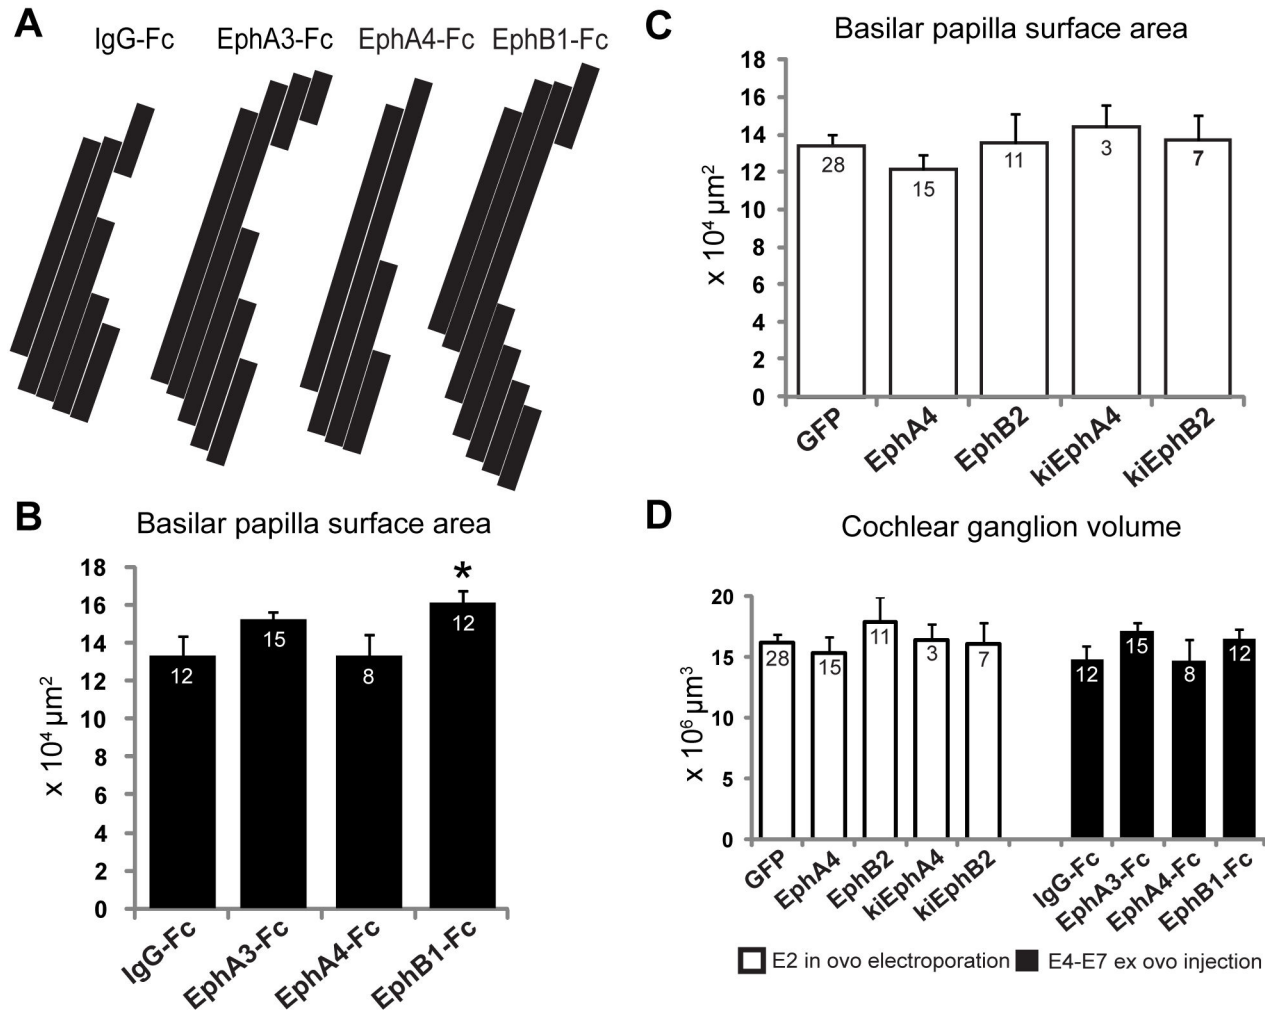 A
IgG-Fc EphA3-Fc EphA4-Fc EphB1-Fc
B
Basilar papilla surface area
x 10⁴ µm²
18
16
14
12
10
8
6
4
2
0
*
12
15
8
12
IgG-Fc EphA3-Fc EphA4-Fc EphB1-Fc
C
Basilar papilla surface area
x 10⁴ µm²
18
16
14
12
10
8
6
4
2
0
28
15
11
3
7
GFP EphA4 EphB2 kiEphA4 kiEphB2
D
Cochlear ganglion volume
x 10⁶ µm³
20
15
10
5
0
28
15
11
3
7
12
15
8
12
GFP EphA4 EphB2 kiEphA4 kiEphB2 IgG-Fc EphA3-Fc EphA4-Fc EphB1-Fc
E2 in ovo electroporation E4-E7 ex ovo injection